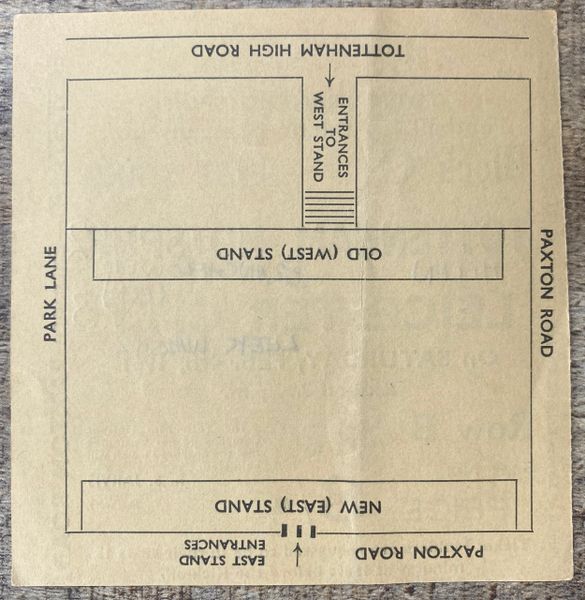 TOTTENHAM HIGH ROAD
ENTRANCES
TO
WEST STAND
OLD (WEST) STAND
PARK LANE
PAXTON ROAD
NEW (EAST) STAND
EAST STAND
ENTRANCES
PAXTON ROAD